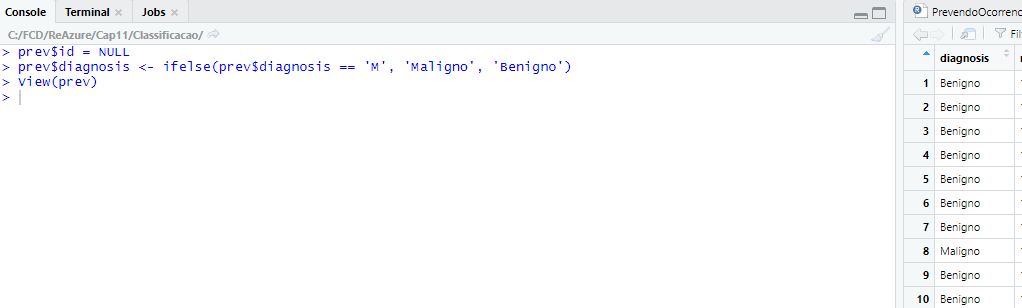 Console Terminal Jobs
C:/FCD/ReAzure/Cap11/Classificacao/
> prev$id = NULL
> prev$diagnosis <- ifelse(prev$diagnosis == 'M', 'Maligno', 'Benigno')
> View(prev)
>
PrevendoOcorrenc
Fil
diagnosis
1 Benigno
2 Benigno
3 Benigno
4 Benigno
5 Benigno
6 Benigno
7 Benigno
8 Maligno
9 Benigno
10 Benigno